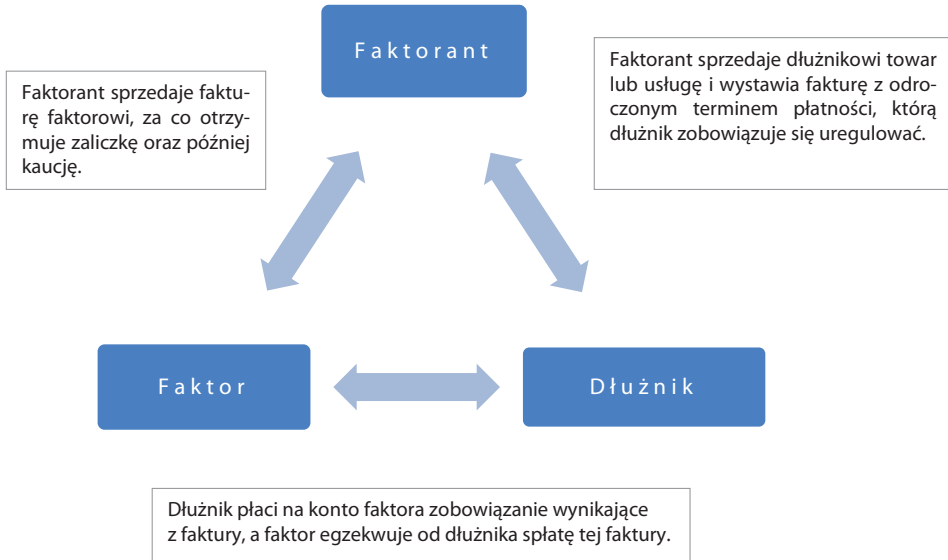 Faktorant
Faktorant sprzedaje faktu-
rę faktorowi, za co otrzy-
muje zaliczkę oraz później
kaucję.
Faktorant sprzedaje dłużnikowi towar
lub usługę i wystawia fakturę z odro-
czonym terminem płatności, którą
dłużnik zobowiązuje się uregulować.
Faktor
Dłużnik
Dłużnik płaci na konto faktora zobowiązanie wynikające
z faktury, a faktor egzekwuje od dłużnika spłatę tej faktury.